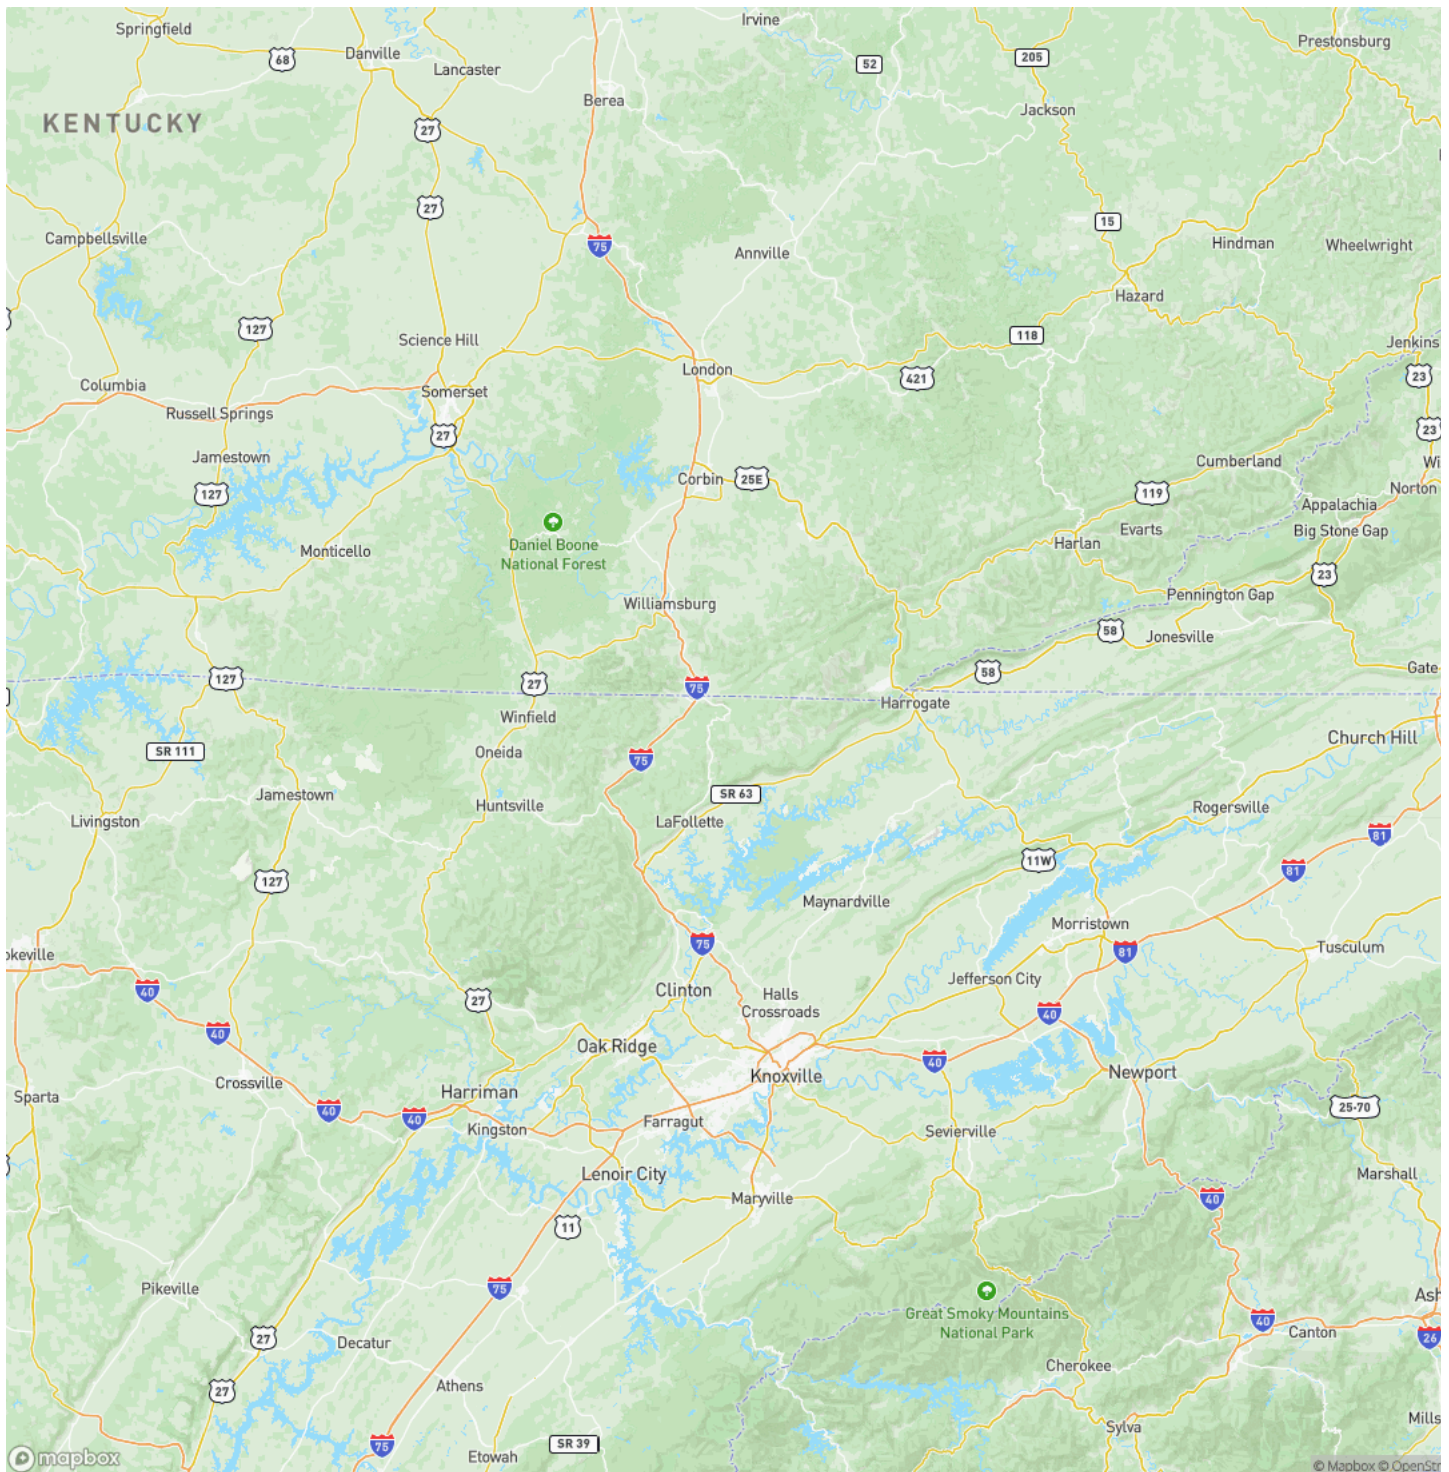 Springfield
Irvine
Prestonsburg
68
Danville
Lancaster
52
205
Berea
Jackson
KENTUCKY
27
27
15
Campbellsville
75
Annville
Hindman
Wheelwright
Hazard
127
Science Hill
118
Jenkins
Columbia
Somerset
London
421
23
Russell Springs
27
23
Jamestown
Cumberland
127
Corbin
25E
119
Norton
Appalachia
Daniel Boone
National Forest
Monticello
Evarts
Big Stone Gap
Harlan
23
Williamsburg
Pennington Gap
58
Jonesville
127
27
75
58
Gate
Winfield
Harrogate
SR 111
Oneida
75
Church Hill
Jamestown
Huntsville
SR 63
Rogersville
Livingston
LaFollette
81
127
11W
81
Maynardville
Morristown
okeville
75
81
Tusculum
40
27
Clinton
Halls
Crossroads
Jefferson City
40
40
Oak Ridge
40
Crossville
Harriman
Knoxville
Newport
Sparta
40
40
Farragut
25-70
Kingston
Sevierville
Lenoir City
Maryville
Marshall
40
11
Pikeville
75
Great Smoky Mountains
National Park
Ash
40
27
Decatur
Canton
26
Cherokee
27
Athens
Sylva
Mills
75
SR 39
Etowah
mapbox
© Mapbox © OpenStr